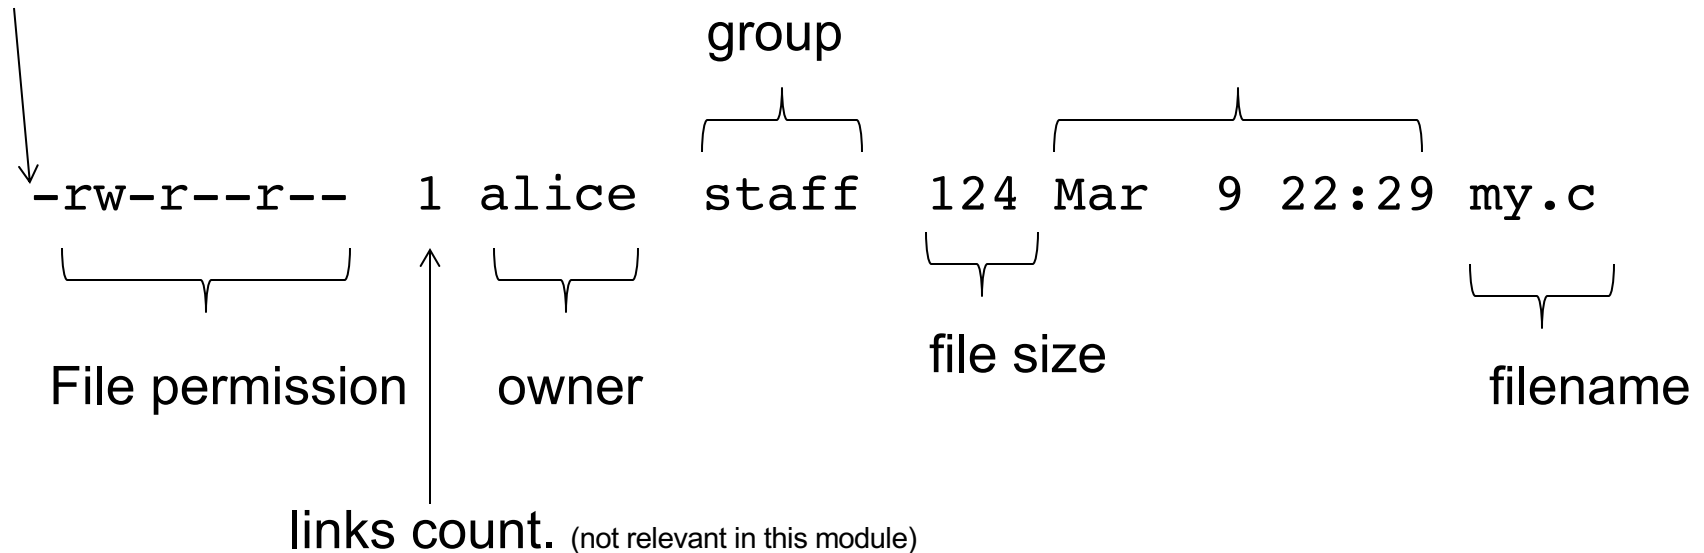 group
-rw-r--r-- 1 alice staff 124 Mar 9 22:29 my.c
file size
File permission owner filename
links count. (not relevant in this module)